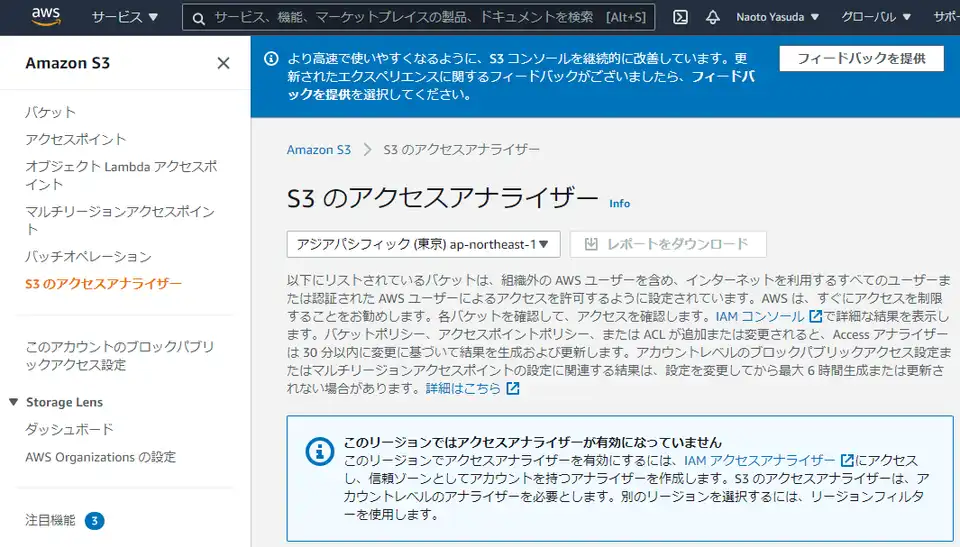 aws
サービス ▼
サービス、機能、マーケットプレイスの製品、ドキュメントを検索 [Alt+S]
Naoto Yasuda ▼
グローバル ▼
サポー
Amazon S3
バケット
アクセスポイント
オブジェクト Lambda アクセスポ
イント
マルチリージョンアクセスポイン
ト
バッチオペレーション
S3 のアクセスアナライザー
このアカウントのブロックパブリ
ックアクセス設定
▼ Storage Lens
ダッシュボード
AWS Organizations の設定
注目機能 3
より高速で使いやすくなるように、S3 コンソールを継続的に改善しています。更
新されたエクスペリエンスに関するフィードバックがございましたら、フィードバ
ックを提供を選択してください。
フィードバックを提供
Amazon S3 > S3 のアクセスアナライザー
S3 のアクセスアナライザー Info
アジアパシフィック (東京) ap-northeast-1▼
レポートをダウンロード
以下にリストされているバケットは、組織外の AWS ユーザーを含め、インターネットを利用するすべてのユーザーま
たは認証された AWS ユーザーによるアクセスを許可するように設定されています。AWS は、すぐにアクセスを制限
することをお勧めします。各バケットを確認して、アクセスを確認します。IAM コンソール で詳細な結果を表示し
ます。バケットポリシー、アクセスポイントポリシー、または ACL が追加または変更されると、Access アナライザー
は 30 分以内に変更に基づいて結果を生成および更新します。アカウントレベルのブロックパブリックアクセス設定ま
たはマルチリージョンアクセスポイントの設定に関連する結果は、設定を変更してから最大 6 時間生成または更新さ
れない場合があります。詳細はこちら
このリージョンではアクセスアナライザーが有効になっていません
このリージョンでアクセスアナライザーを有効にするには、IAM アクセスアナライザー にアクセス
し、信頼ゾーンとしてアカウントを持つアナライザーを作成します。S3 のアクセスアナライザーは、ア
カウントレベルのアナライザーを必要とします。別のリージョンを選択するには、リージョンフィルター
を使用します。